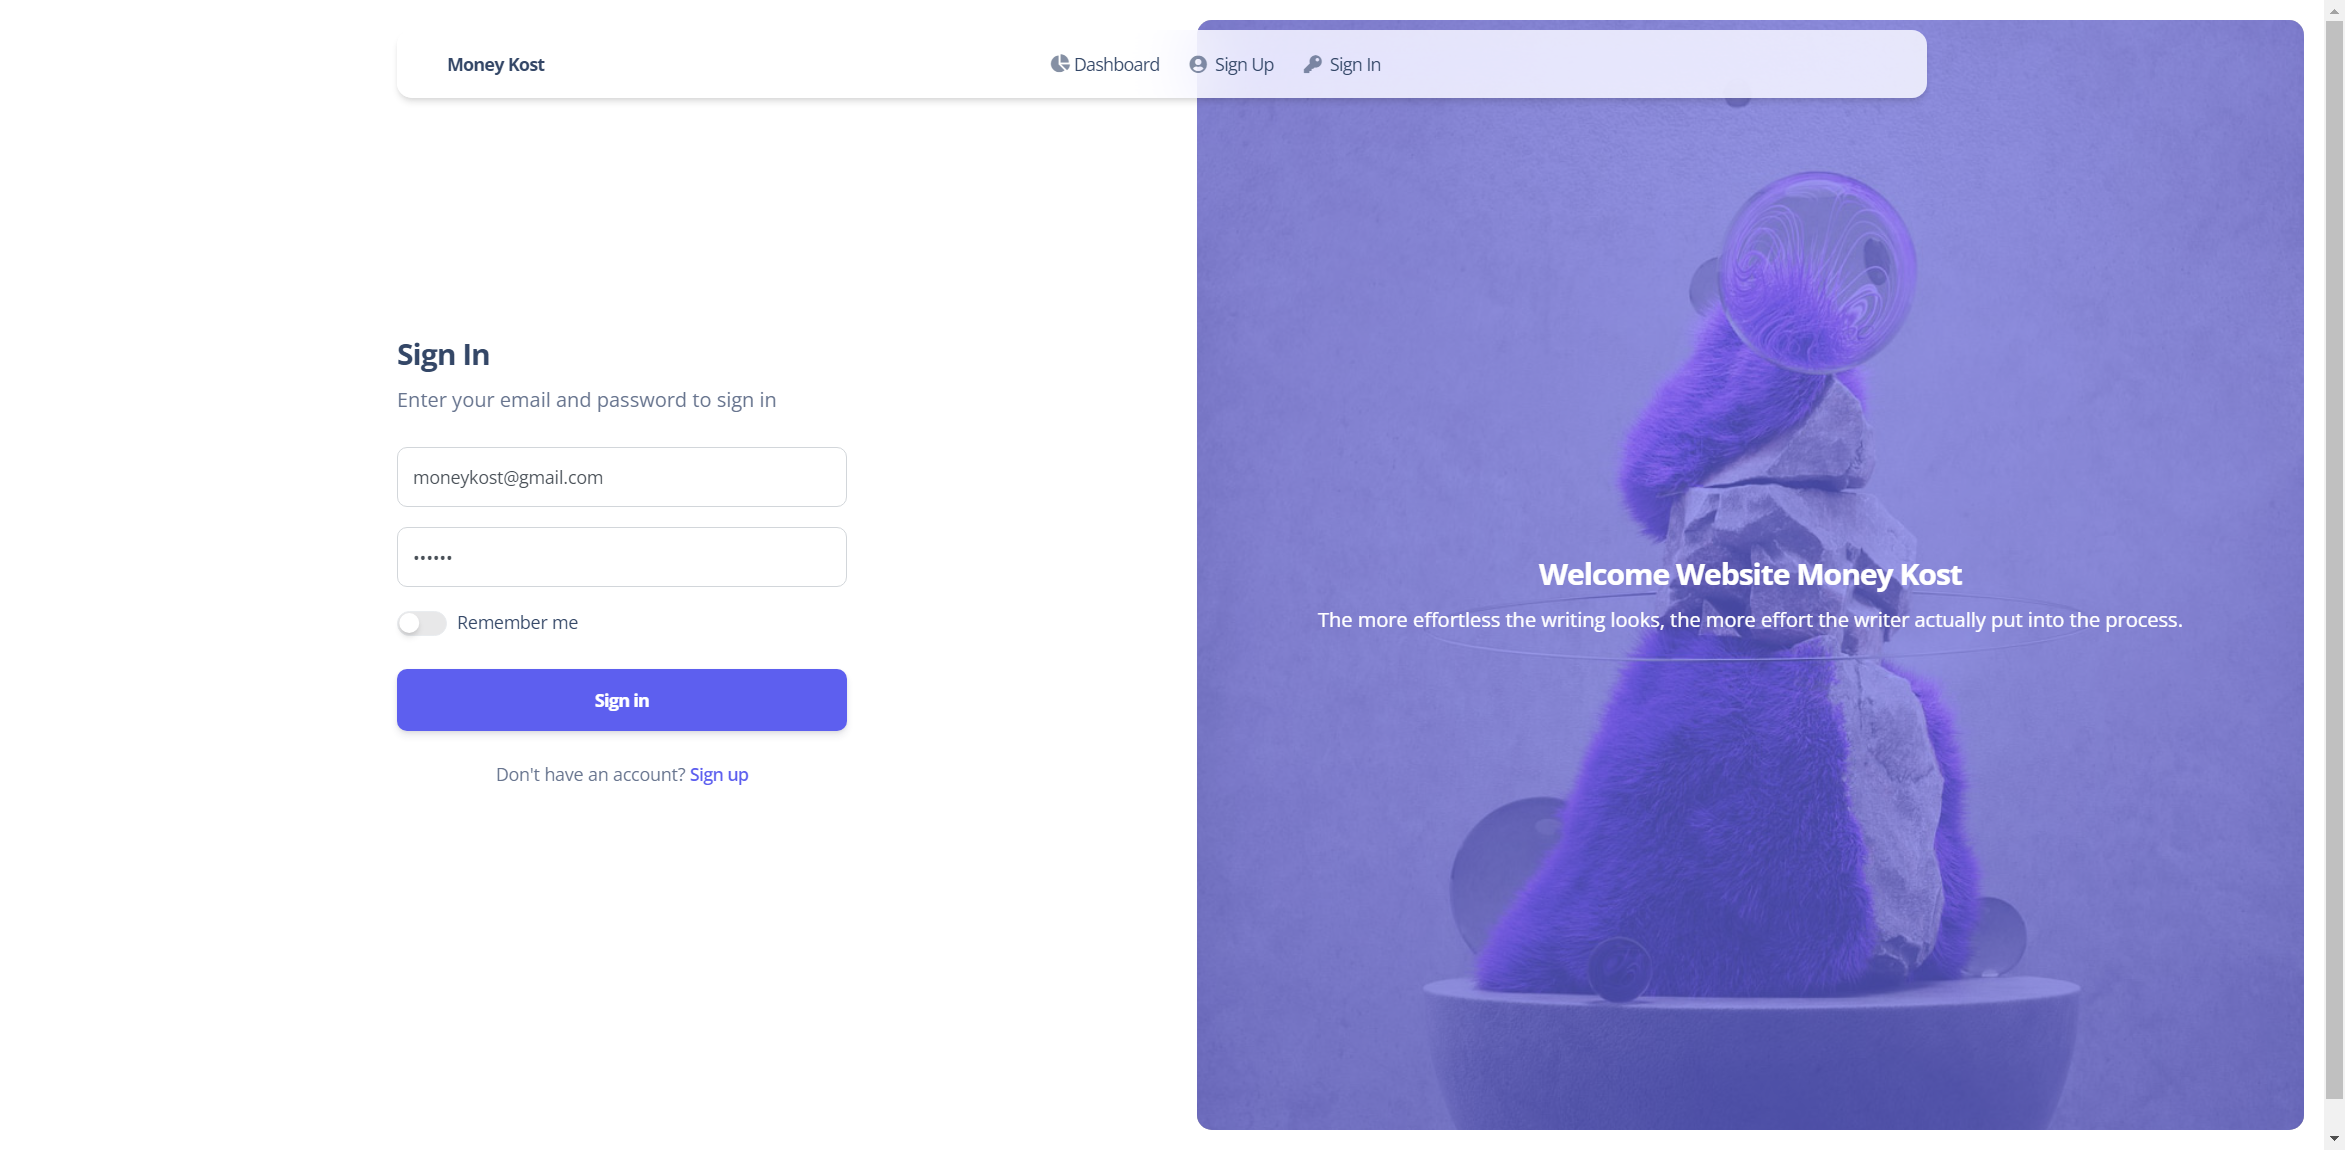 Money Kost
Dashboard
Sign Up
Sign In
Sign In
Enter your email and password to sign in
moneykost@gmail.com
••••••
Remember me
Sign in
Don't have an account? Sign up
Welcome Website Money Kost
The more effortless the writing looks, the more effort the writer actually put into the process.